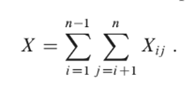 X = \sum_{i=1}^{n-1} \sum_{j=i+1}^{n} X_{ij} .